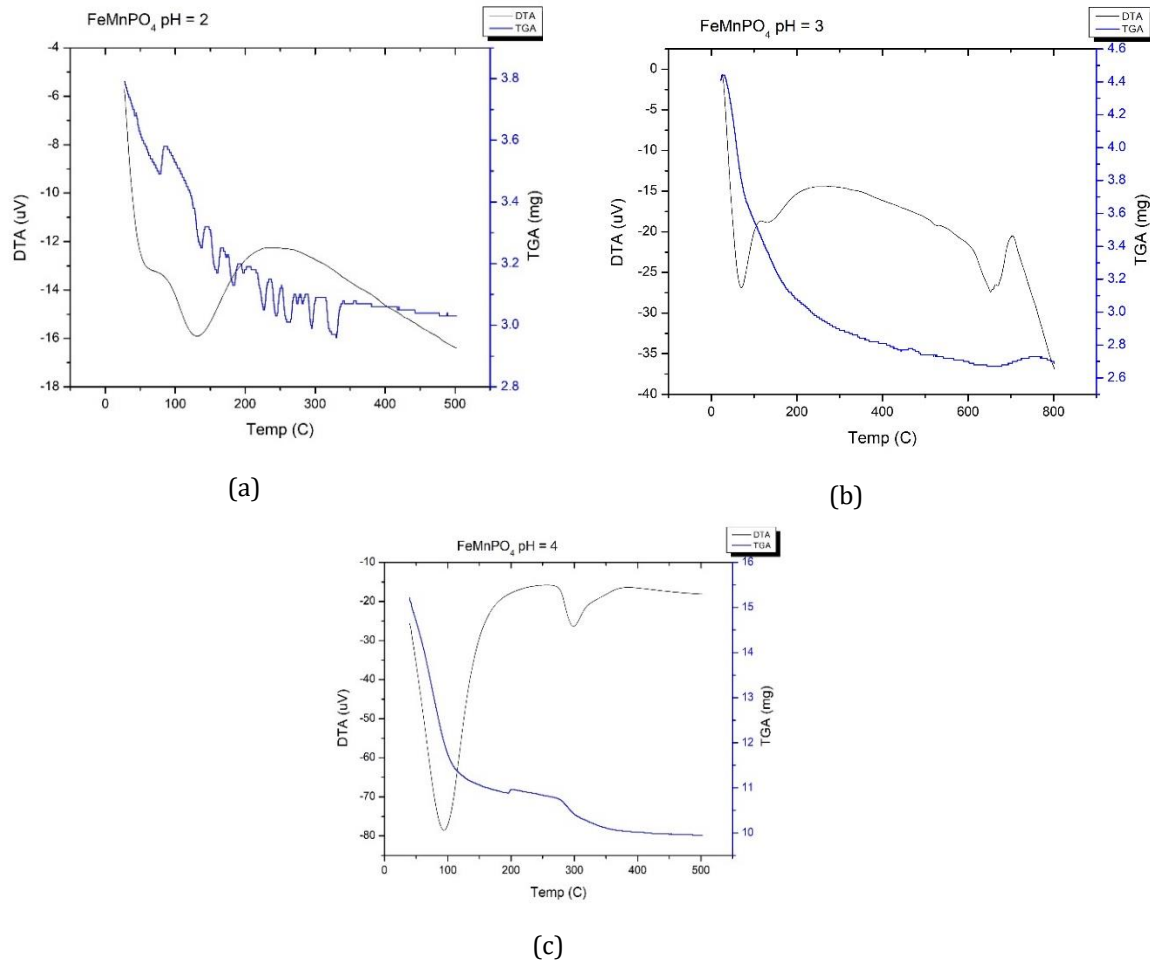 FeMnPO4 pH = 2
DTA
TGA
-4
-6
-8
-10
-12
-14
-16
-18
DTA (uV)
3.8
3.6
3.4
3.2
3.0
2.8
TGA (mg)
0 100 200 300 400 500
Temp (C)
(a)
FeMnPO4 pH = 3
DTA
TGA
0
-5
-10
-15
-20
-25
-30
-35
-40
DTA (uV)
4.6
4.4
4.2
4.0
3.8
3.6
3.4
3.2
3.0
2.8
2.6
TGA (mg)
0 200 400 600 800
Temp (C)
(b)
FeMnPO4 pH = 4
DTA
TGA
-10
-20
-30
-40
-50
-60
-70
-80
DTA (uV)
16
15
14
13
12
11
10
TGA (mg)
0 100 200 300 400 500
Temp (C)
(c)